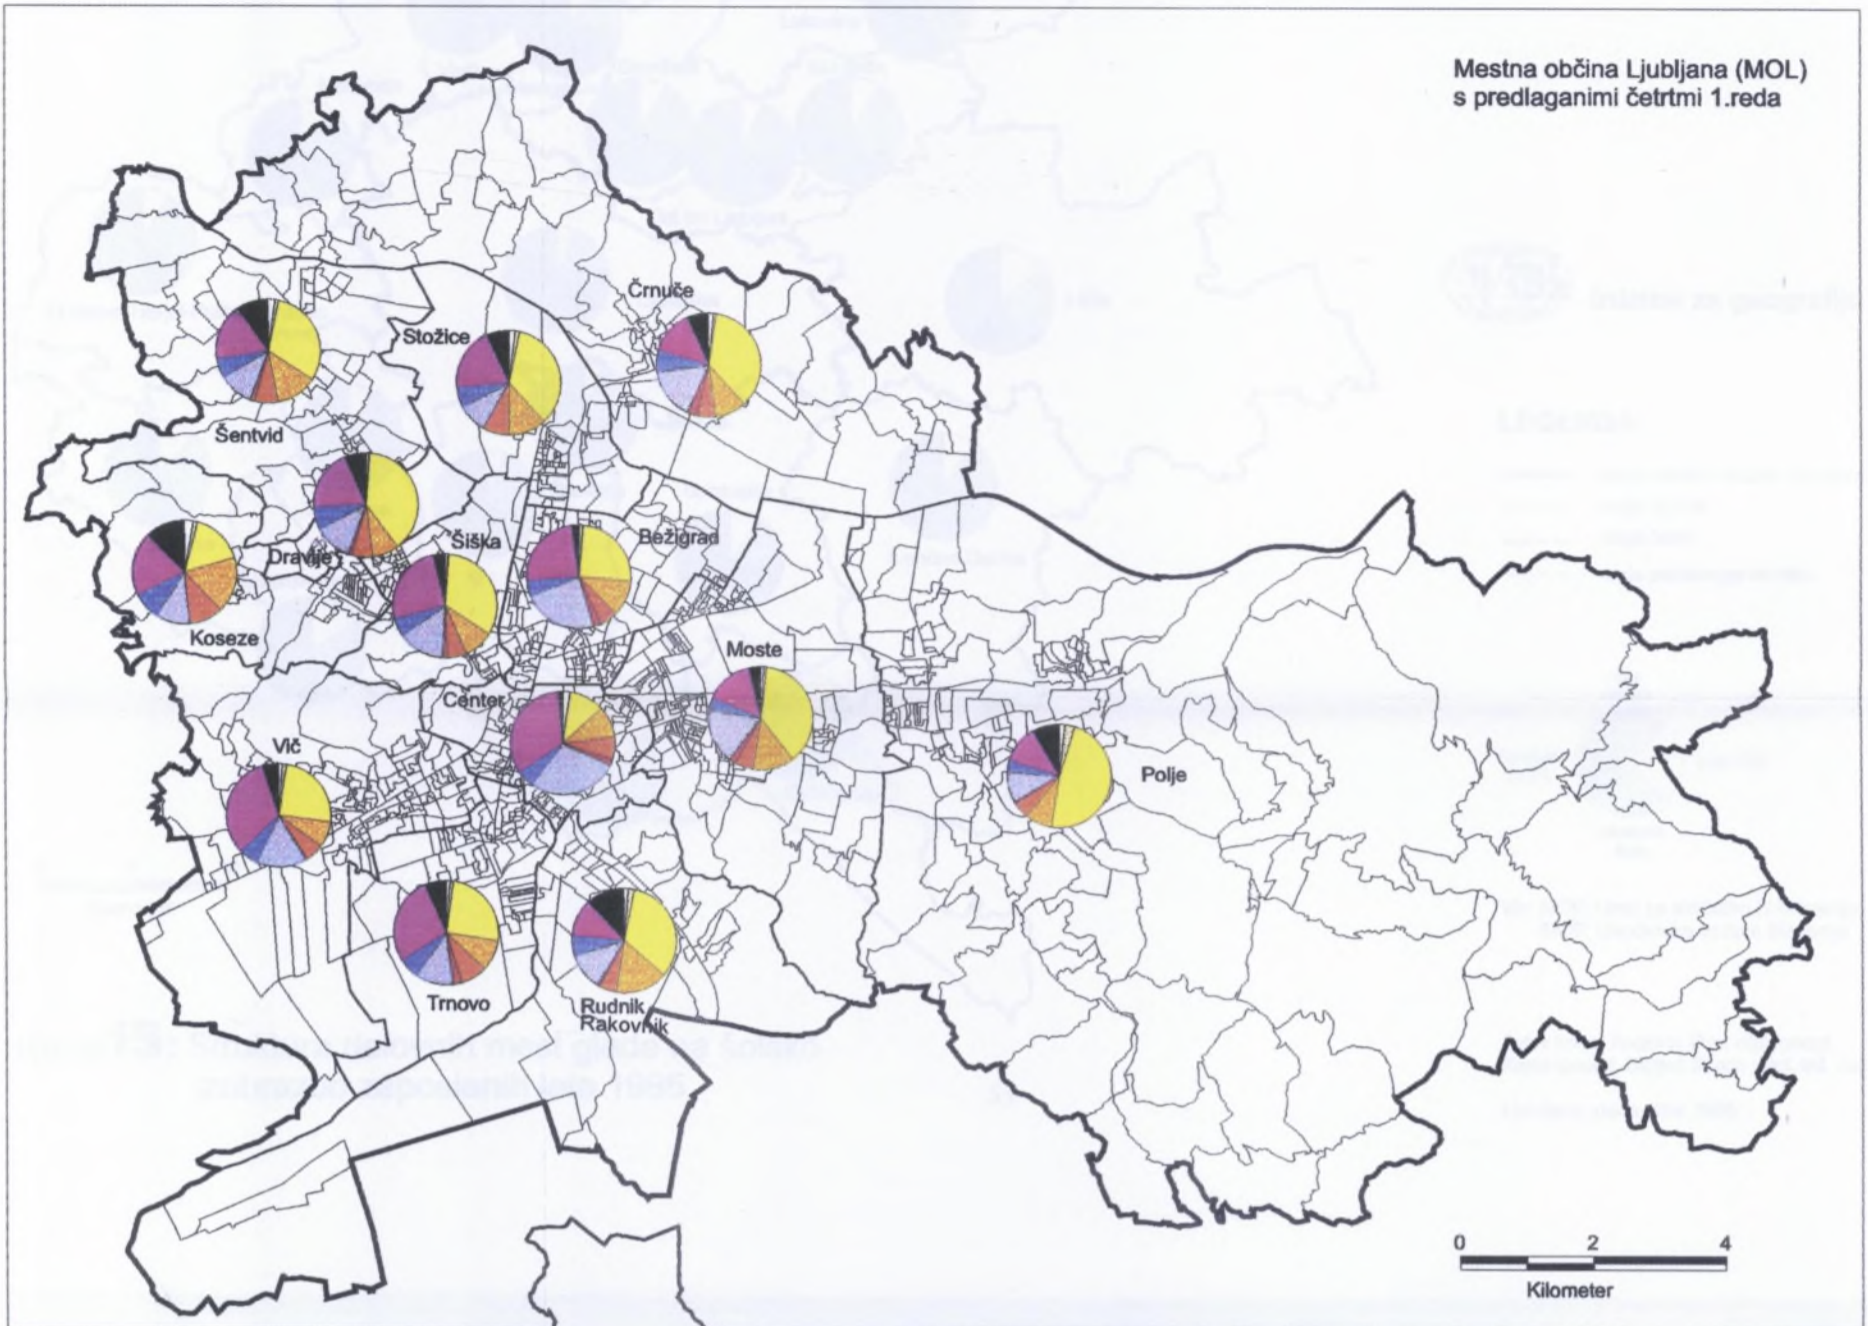 Mestna občina Ljubljana (MOL)
s predlaganimi četrtmi 1.reda
Črnuče
Stožice
Šentvid
Bežigrad
Šiška
Dravlje
Koseze
Moste
Center
Vič
Polje
Trnovo
Rudnik
Rakovnik
0 2 4
Kilometer